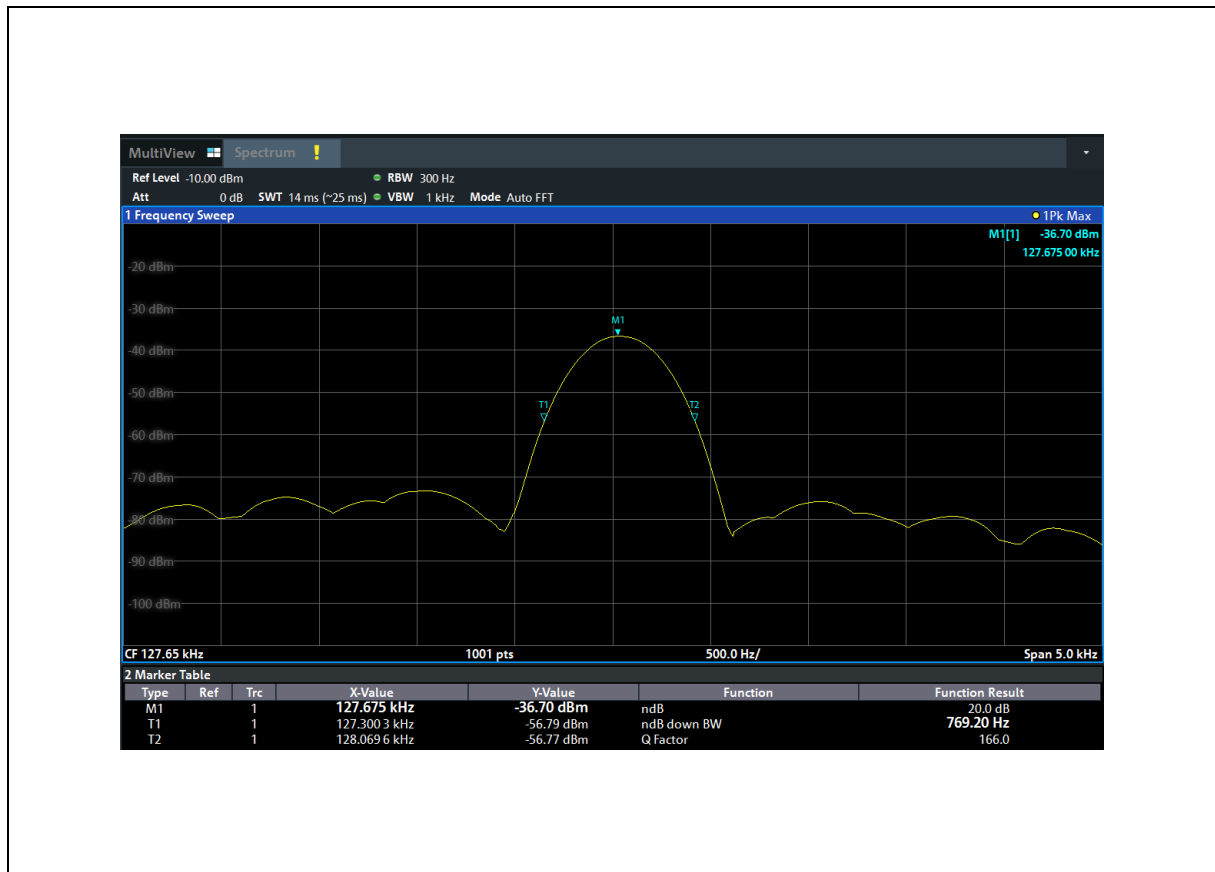 MultiView Spectrum !
Ref Level -10.00 dBm RBW 300 Hz
Att 0 dB SWT 14 ms (~25 ms) VBW 1 kHz Mode Auto FFT
1 Frequency Sweep 1Pk Max
M1[1] -36.70 dBm
127.675 00 kHz
-20 dBm
-30 dBm
M1
-40 dBm
-50 dBm
T1 T2
-60 dBm
-70 dBm
-80 dBm
-90 dBm
-100 dBm
CF 127.65 kHz 1001 pts 500.0 Hz/ Span 5.0 kHz
2 Marker Table
Type Ref Trc X-Value Y-Value Function Function Result
M1 1 127.675 kHz -36.70 dBm ndB 20.0 dB
T1 1 127.300 3 kHz -56.79 dBm ndB down BW 769.20 Hz
T2 1 128.069 6 kHz -56.77 dBm Q Factor 166.0